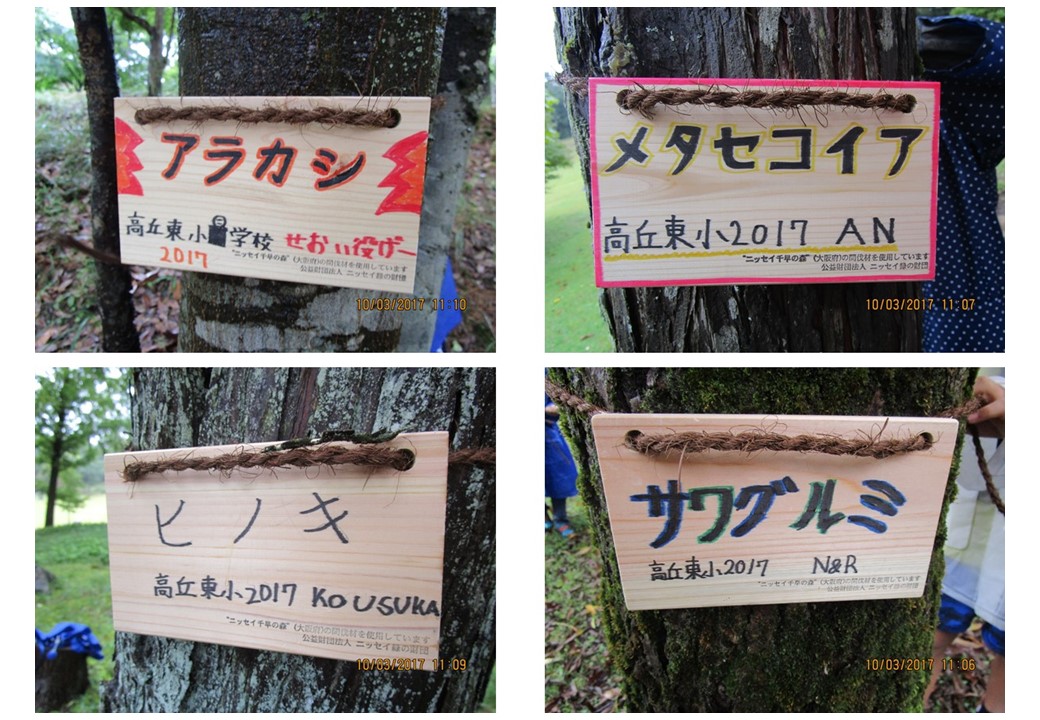 アラカシ
高丘東小学校 せおい投げー
2017
"ニッセイ千早の森" (大阪府)の間伐材を使用しています
公益財団法人 ニッセイ緑の財団
10/03/2017 11:10
メタセコイア
高丘東小2017 AN
"ニッセイ千早の森" (大阪府)の間伐材を使用しています
公益財団法人 ニッセイ緑の財団
10/03/2017 11:07
ヒノキ
高丘東小2017 KOUSUKA
"ニッセイ千早の森" (大阪府)の間伐材を使用しています
公益財団法人 ニッセイ緑の財団
10/03/2017 11:09
サワグルミ
高丘東小2017 N&R
"ニッセイ千早の森" (大阪府)の間伐材を使用しています
公益財団法人 ニッセイ緑の財団
10/03/2017 11:06